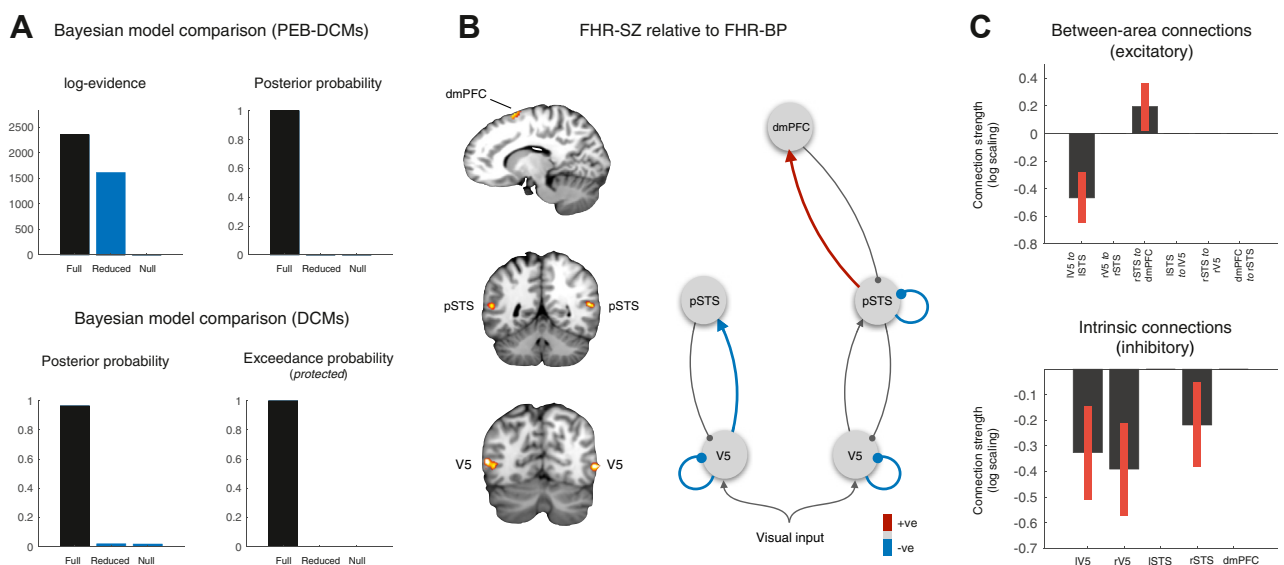 A
Bayesian model comparison (PEB-DCMs)
log-evidence
2500
2000
1500
1000
500
0
Full
Reduced
Null
Posterior probability
1
0.8
0.6
0.4
0.2
0
Full
Reduced
Null
Bayesian model comparison (DCMs)
Posterior probability
1
0.8
0.6
0.4
0.2
0
Full
Reduced
Null
Exceedance probability
(protected)
1
0.8
0.6
0.4
0.2
0
Full
Reduced
Null
B
FHR-SZ relative to FHR-BP
dmPFC
pSTS
pSTS
V5
V5
dmPFC
pSTS
pSTS
V5
V5
Visual input
+ve
-ve
C
Between-area connections
(excitatory)
Connection strength
(log scaling)
0.4
0.2
0
-0.2
-0.4
-0.6
-0.8
lV5 to
lSTS
rV5 to
rSTS
rSTS to
dmPFC
lSTS
to lV5
rSTS to
rV5
dmPFC
to rSTS
Intrinsic connections
(inhibitory)
Connection strength
(log scaling)
-0.1
-0.2
-0.3
-0.4
-0.5
-0.6
-0.7
lV5
rV5
lSTS
rSTS
dmPFC